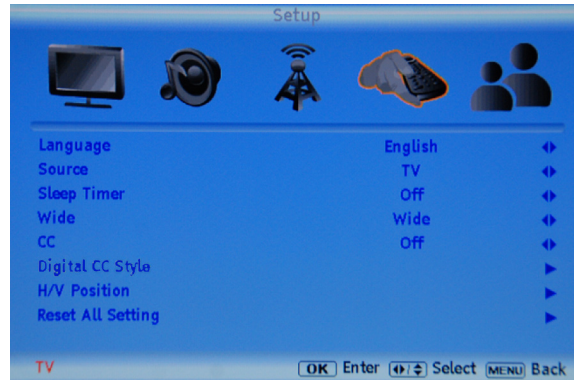 Setup
Language English
Source TV
Sleep Timer Off
Wide Wide
CC Off
Digital CC Style
H/V Position
Reset All Setting
TV OK Enter Select MENU Back